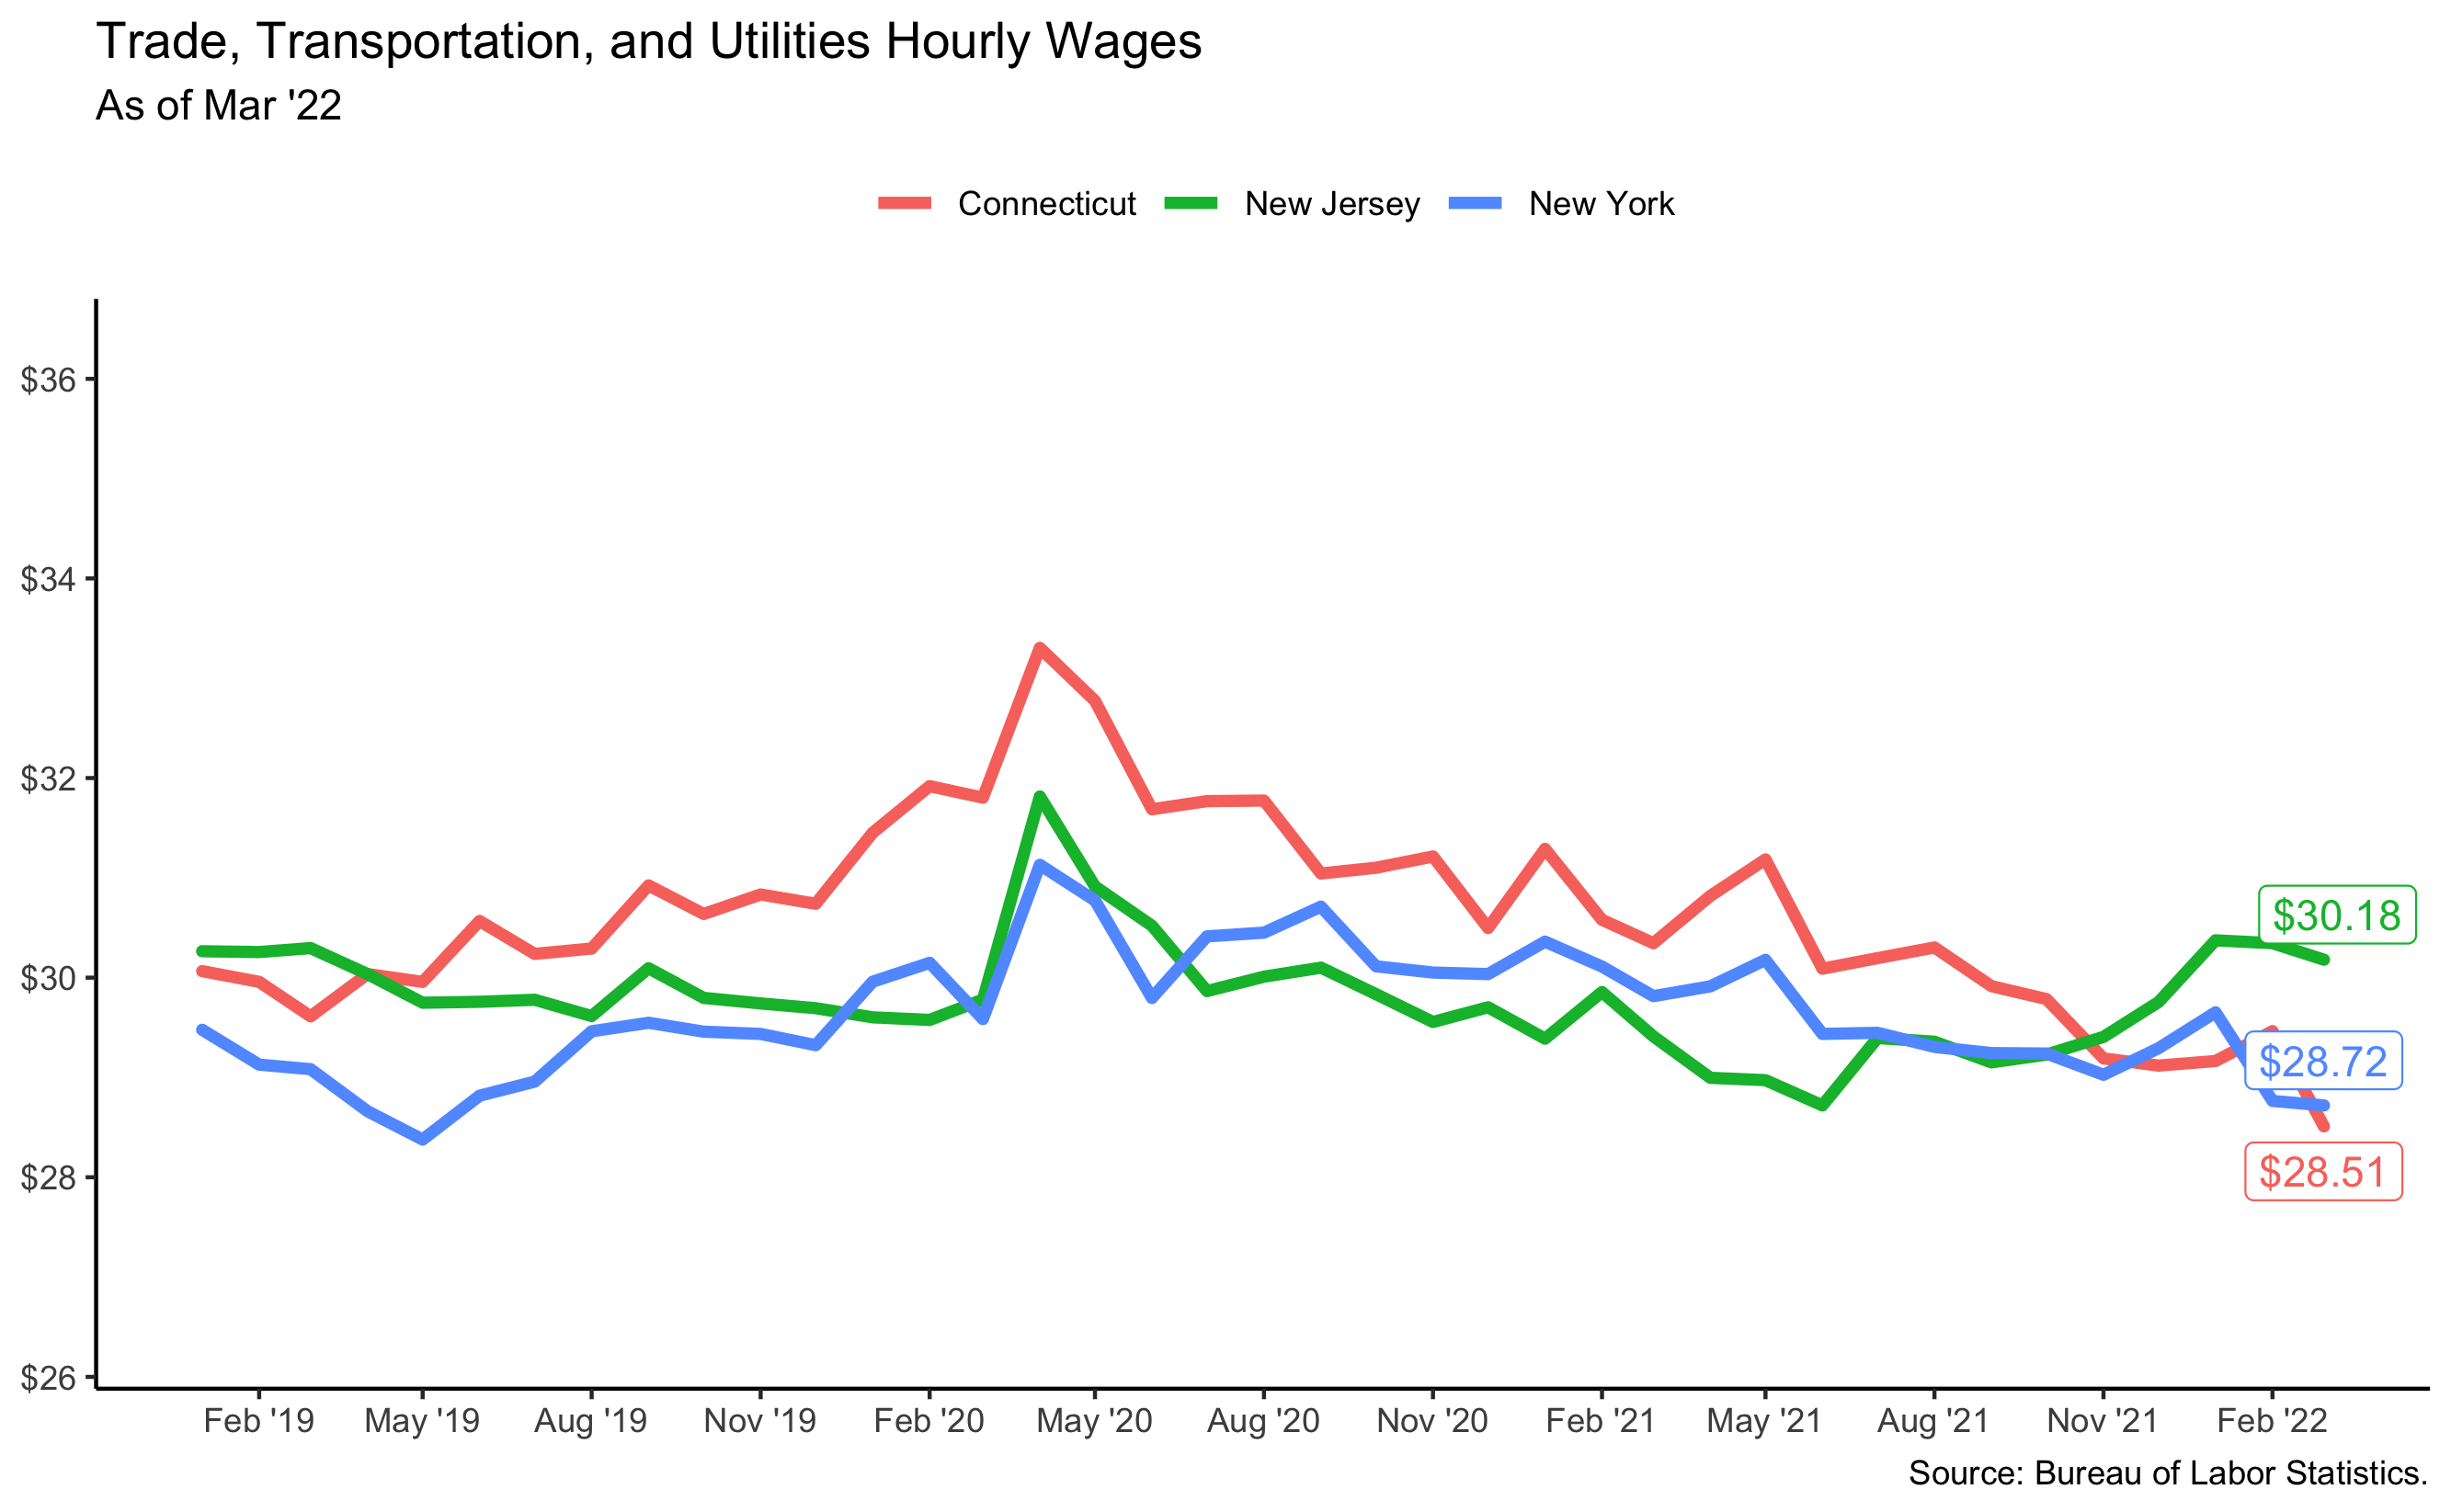 Trade, Transportation, and Utilities Hourly Wages
As of Mar '22
Connecticut New Jersey New York
$36
$34
$32
$30
$28
$26
$30.18
$28.72
$28.51
Feb '19 May '19 Aug '19 Nov '19 Feb '20 May '20 Aug '20 Nov '20 Feb '21 May '21 Aug '21 Nov '21 Feb '22
Source: Bureau of Labor Statistics.